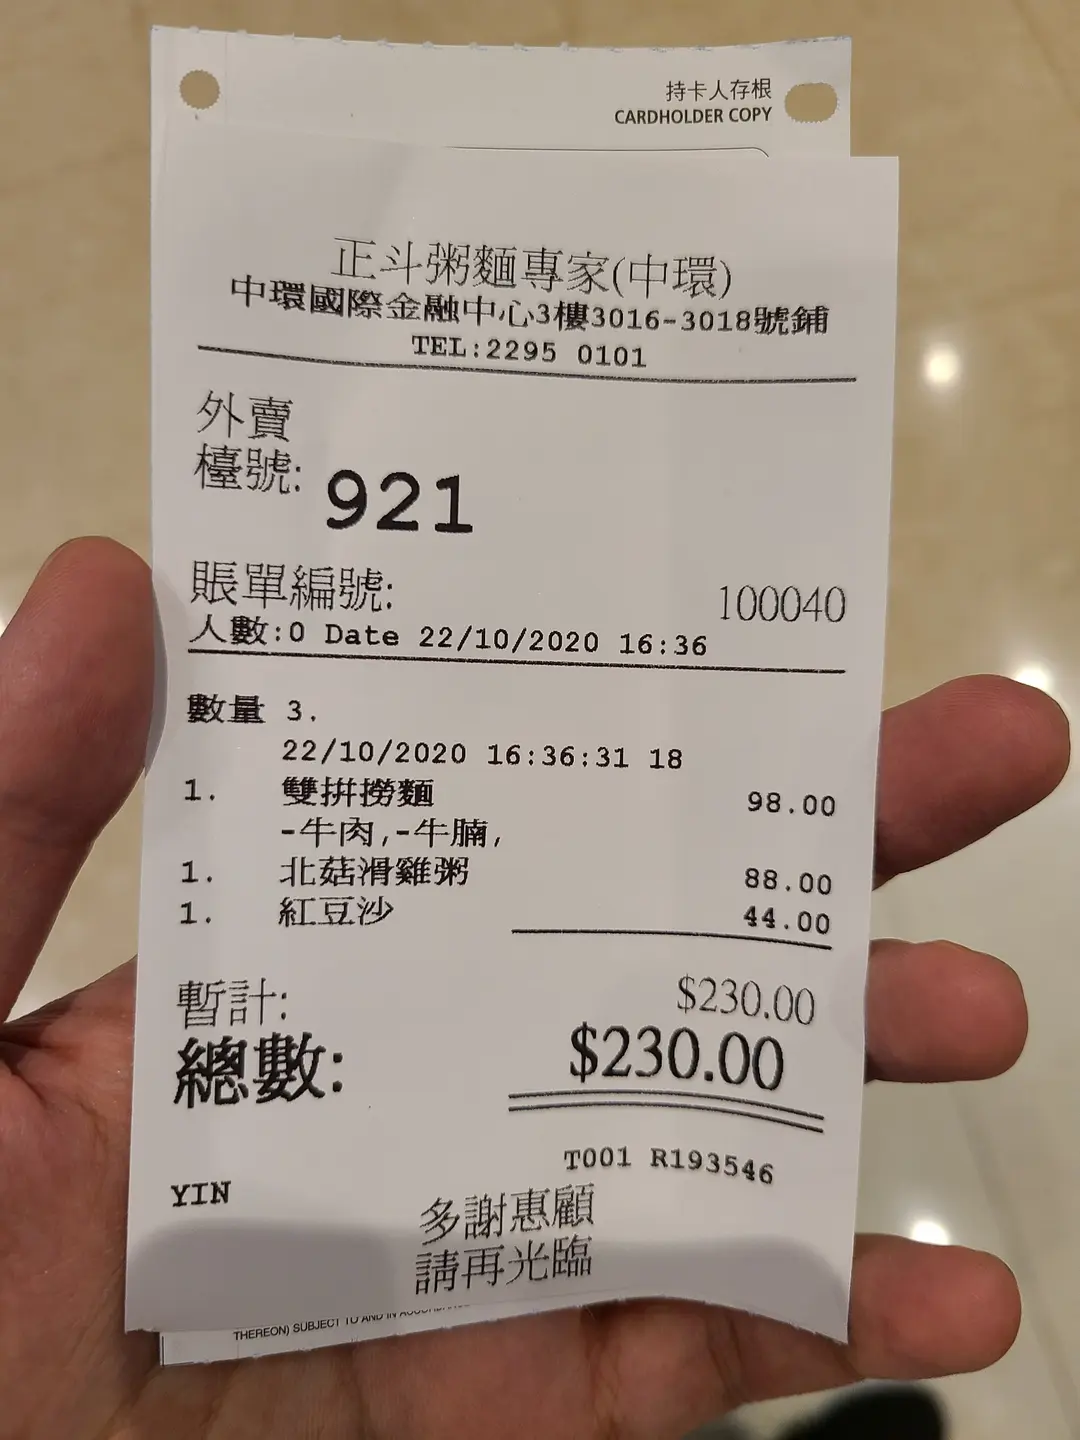 持卡人存根
CARDHOLDER COPY
正斗粥麵專家(中環)
中環國際金融中心3樓3016-3018號鋪
TEL:2295 0101
外賣
檯號: 921
賬單編號: 100040
人數:0 Date 22/10/2020 16:36
數量 3.
22/10/2020 16:36:31 18
1. 雙拼撈麵 98.00
-牛肉,-牛腩,
1. 北菇滑雞粥 88.00
1. 紅豆沙 44.00
暫計: $230.00
總數: $230.00
T001 R193546
YIN
多謝惠顧
請再光臨
THEREON) SUBJECT TO AND IN